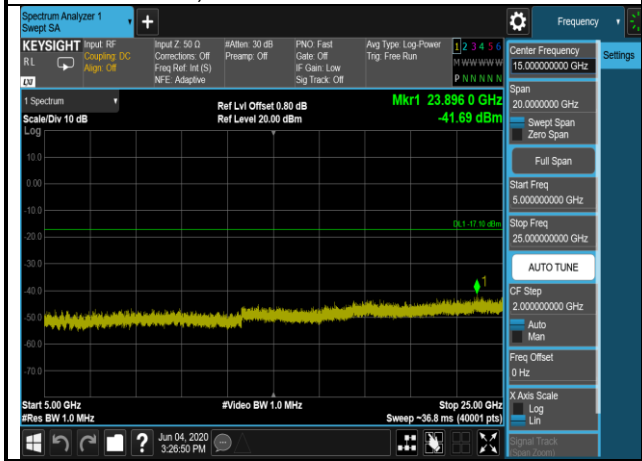 Spectrum Analyzer 1
Swept SA
+
Frequency
KEYSIGHT
RL
LXI
Input: RF
Coupling: DC
Align: Off
Input Z: 50 Ω
Corrections: Off
Freq Ref: Int (S)
NFE: Adaptive
#Atten: 30 dB
Preamp: Off
PNO: Fast
Gate: Off
IF Gain: Low
Sig Track: Off
Avg Type: Log-Power
Trig: Free Run
1 2 3 4 5 6
M W W W W W
P N N N N N
1 Spectrum
Scale/Div 10 dB
Log
Ref Lvl Offset 0.80 dB
Ref Level 20.00 dBm
Mkr1 23.896 0 GHz
-41.69 dBm
10.0
0.00
-10.0
DL1 -17.10 dBm
-20.0
-30.0
1
-40.0
-50.0
-60.0
-70.0
Start 5.00 GHz
#Res BW 1.0 MHz
#Video BW 1.0 MHz
Stop 25.00 GHz
Sweep ~36.8 ms (40001 pts)
Jun 04, 2020
3:26:50 PM
?
Settings
Center Frequency
15.000000000 GHz
Span
20.0000000 GHz
Swept Span
Zero Span
Full Span
Start Freq
5.000000000 GHz
Stop Freq
25.000000000 GHz
AUTO TUNE
CF Step
2.000000000 GHz
Auto
Man
Freq Offset
0 Hz
X Axis Scale
Log
Lin
Signal Track
(Span Zoom)